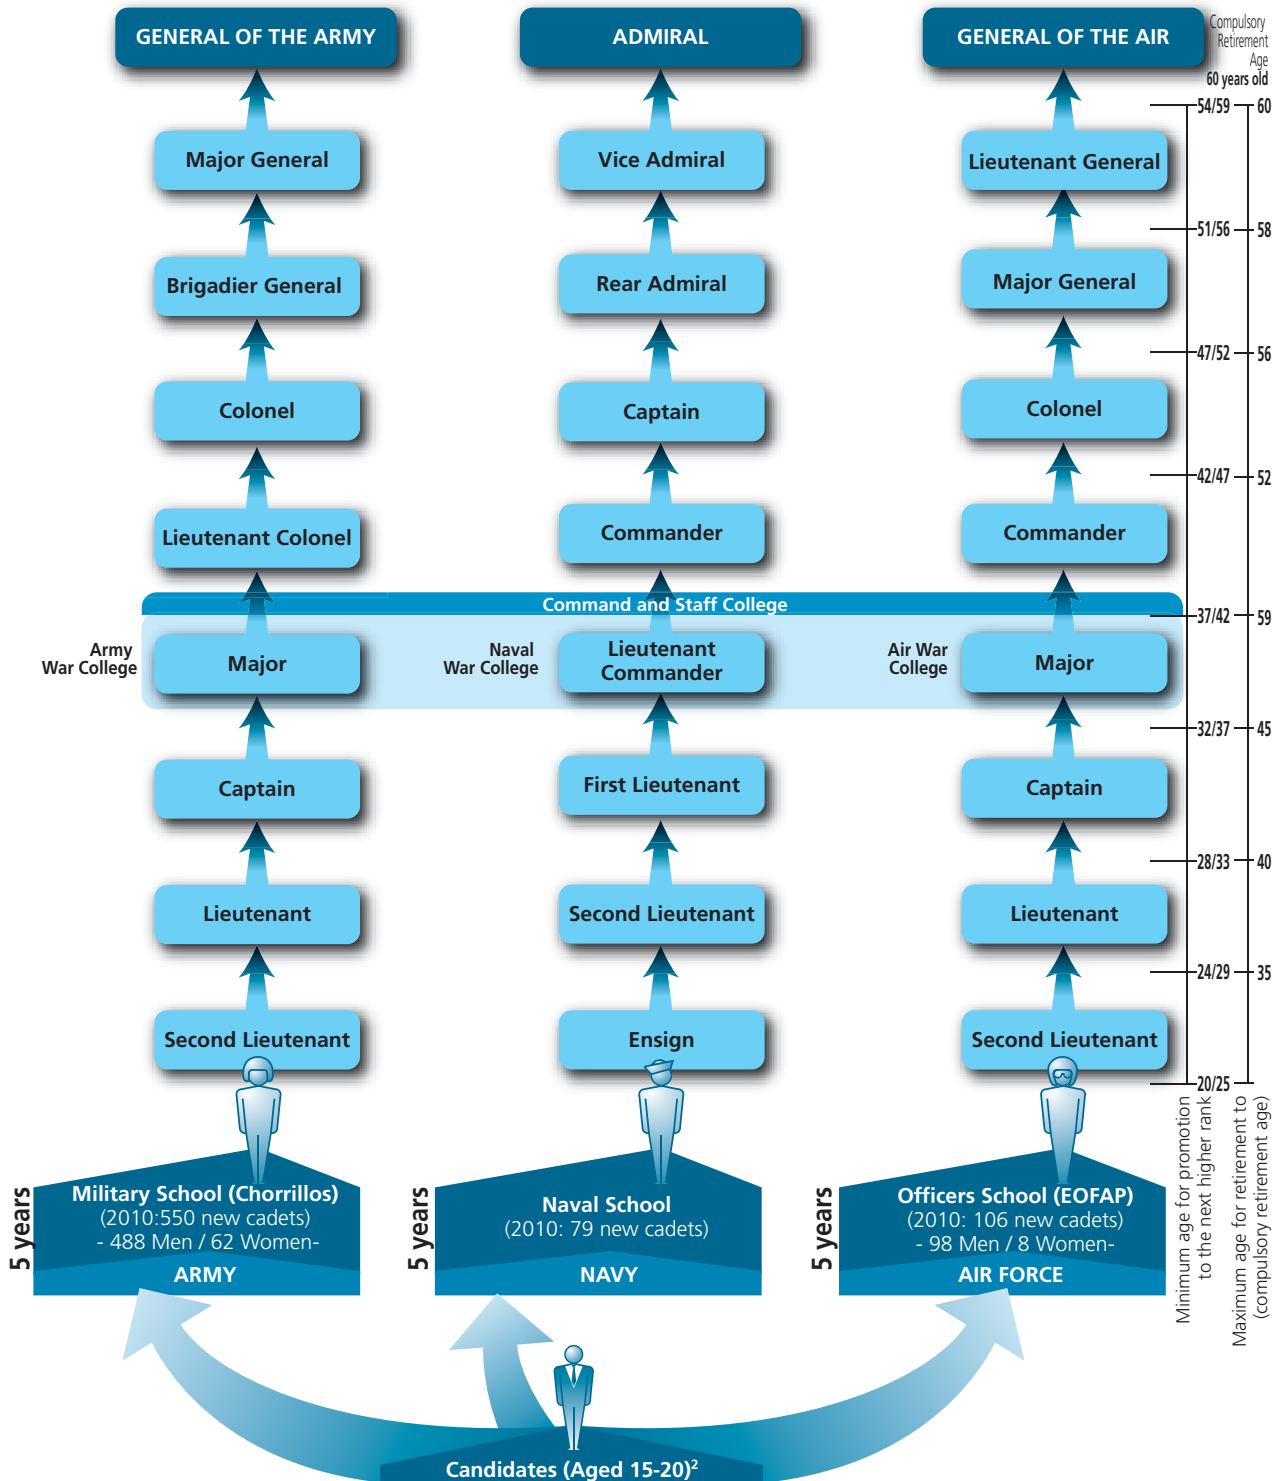 GENERAL OF THE ARMY
ADMIRAL
GENERAL OF THE AIR
Compulsory
Retirement
Age
60 years old
54/59
60
Major General
Vice Admiral
Lieutenant General
51/56
58
Brigadier General
Rear Admiral
Major General
47/52
56
Colonel
Captain
Colonel
42/47
52
Lieutenant Colonel
Commander
Commander
Command and Staff College
37/42
59
Army
War College
Major
Naval
War College
Lieutenant
Commander
Air War
College
Major
32/37
45
Captain
First Lieutenant
Captain
28/33
40
Lieutenant
Second Lieutenant
Lieutenant
24/29
35
Second Lieutenant
Ensign
Second Lieutenant
20/25
Minimum age for promotion
to the next higher rank
Maximum age for retirement to
(compulsory retirement age)
5 years
Military School (Chorrillos)
(2010:550 new cadets)
- 488 Men / 62 Women-
ARMY
5 years
Naval School
(2010: 79 new cadets)
NAVY
5 years
Officers School (EOFAP)
(2010: 106 new cadets)
- 98 Men / 8 Women-
AIR FORCE
Candidates (Aged 15-20)²